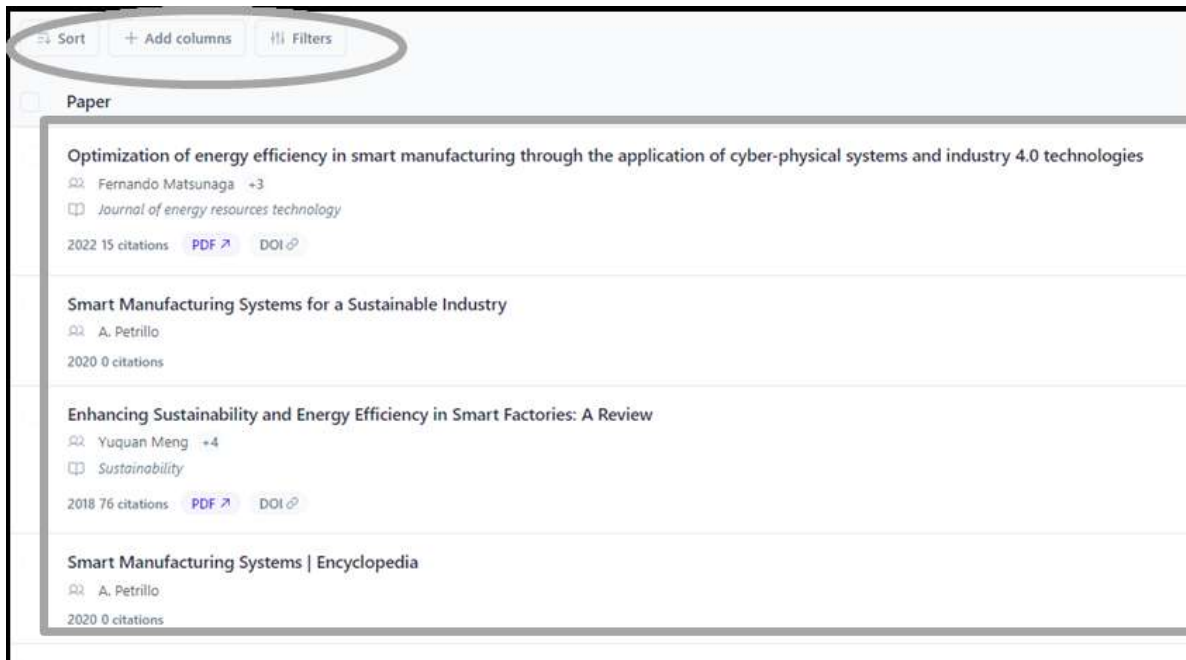 Sort + Add columns Filters
Paper
Optimization of energy efficiency in smart manufacturing through the application of cyber-physical systems and industry 4.0 technologies
Fernando Matsunaga +3
Journal of energy resources technology
2022 15 citations PDF ↗ DOI
Smart Manufacturing Systems for a Sustainable Industry
A. Petrillo
2020 0 citations
Enhancing Sustainability and Energy Efficiency in Smart Factories: A Review
Yuquan Meng +4
Sustainability
2018 76 citations PDF ↗ DOI
Smart Manufacturing Systems | Encyclopedia
A. Petrillo
2020 0 citations